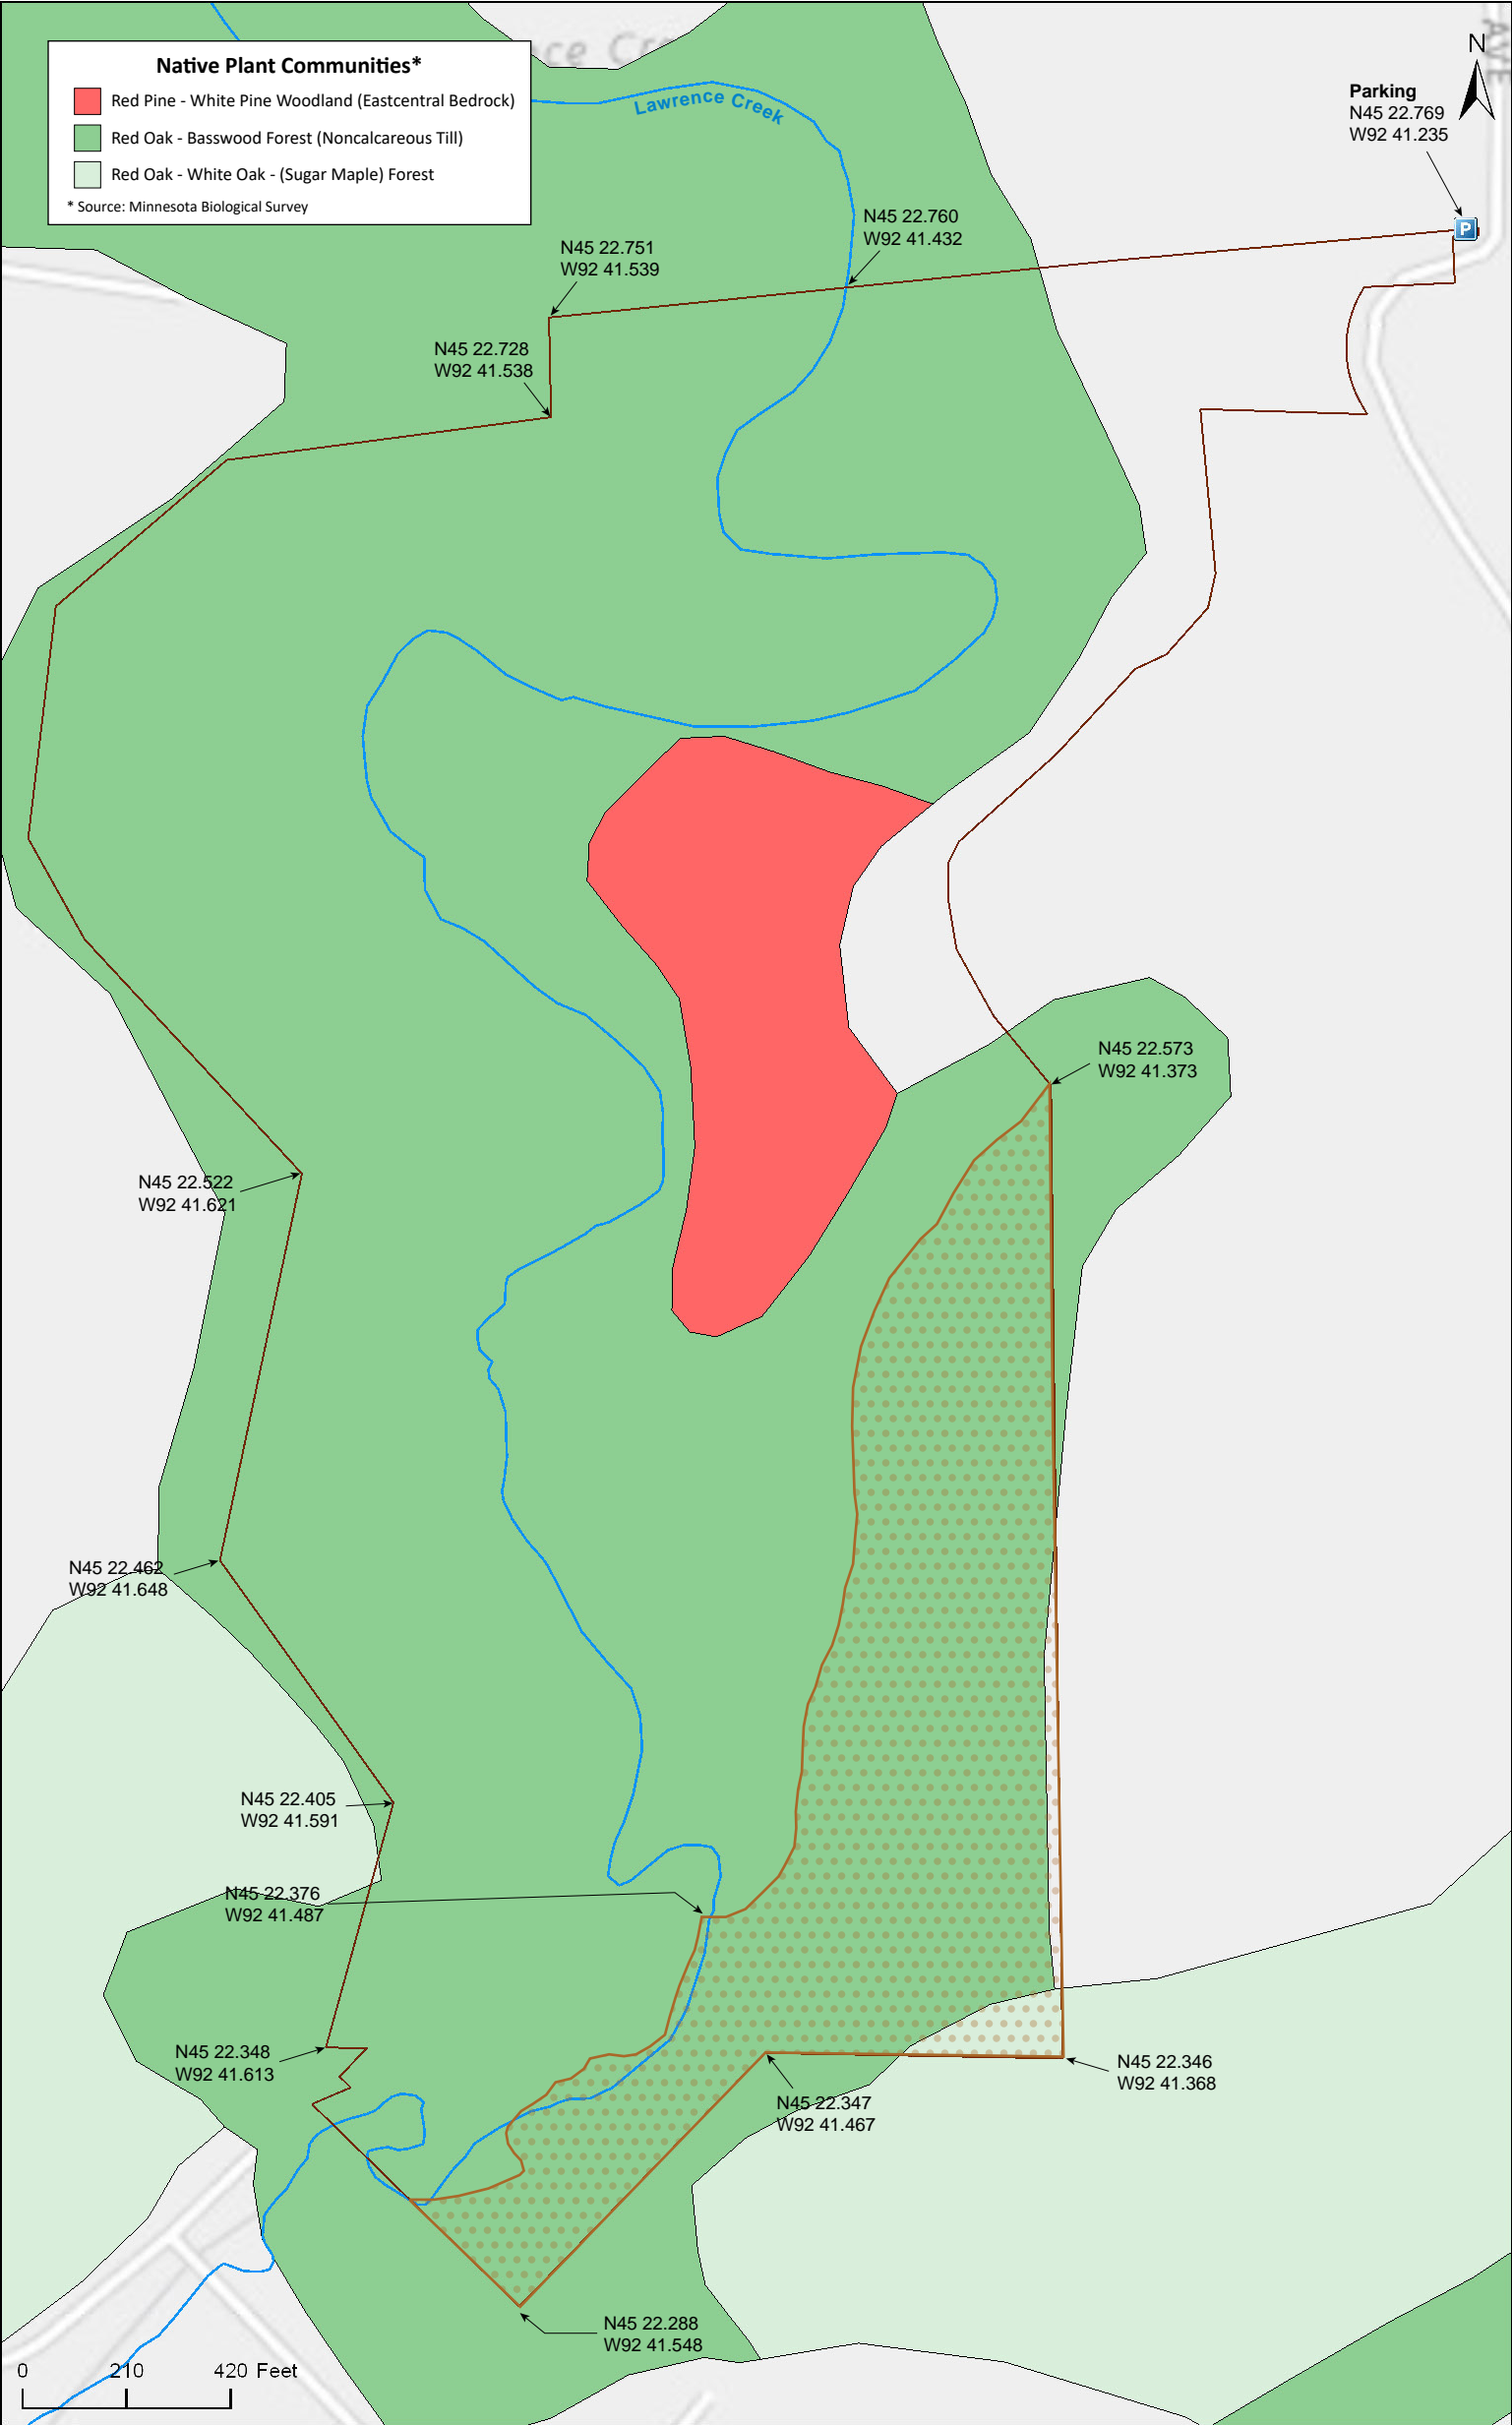 Native Plant Communities*
Red Pine - White Pine Woodland (Eastcentral Bedrock)
Red Oak - Basswood Forest (Noncalcareous Till)
Red Oak - White Oak - (Sugar Maple) Forest
* Source: Minnesota Biological Survey
AVE
N
Parking
N45 22.769
W92 41.235
P
Lawrence Creek
N45 22.760
W92 41.432
N45 22.751
W92 41.539
N45 22.728
W92 41.538
N45 22.573
W92 41.373
N45 22.522
W92 41.621
N45 22.462
W92 41.648
N45 22.405
W92 41.591
N45 22.376
W92 41.487
N45 22.348
W92 41.613
N45 22.346
W92 41.368
N45 22.347
W92 41.467
N45 22.288
W92 41.548
0 210 420 Feet